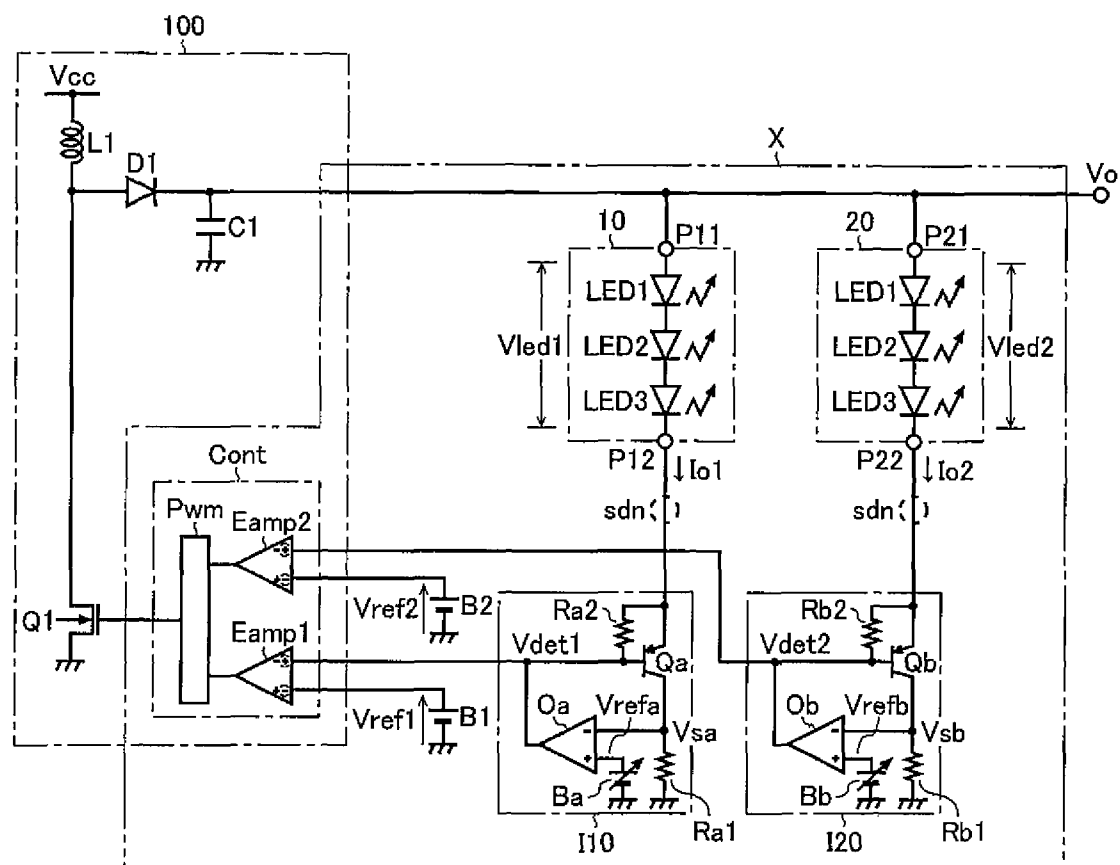 100
Vcc
L1
D1
C1
X
Vo
10
P11
20
P21
LED1
LED1
Vled1
LED2
LED2
Vled2
LED3
LED3
P12
Io1
P22
Io2
Cont
sdn
sdn
Pwm
Eamp2
Vref2
B2
Ra2
Rb2
Q1
Eamp1
Vdet1
Qa
Vdet2
Qb
Vref1
B1
Oa
Vrefa
Vsa
Ob
Vrefb
Vsb
Ba
Ra1
Bb
Rb1
I10
I20